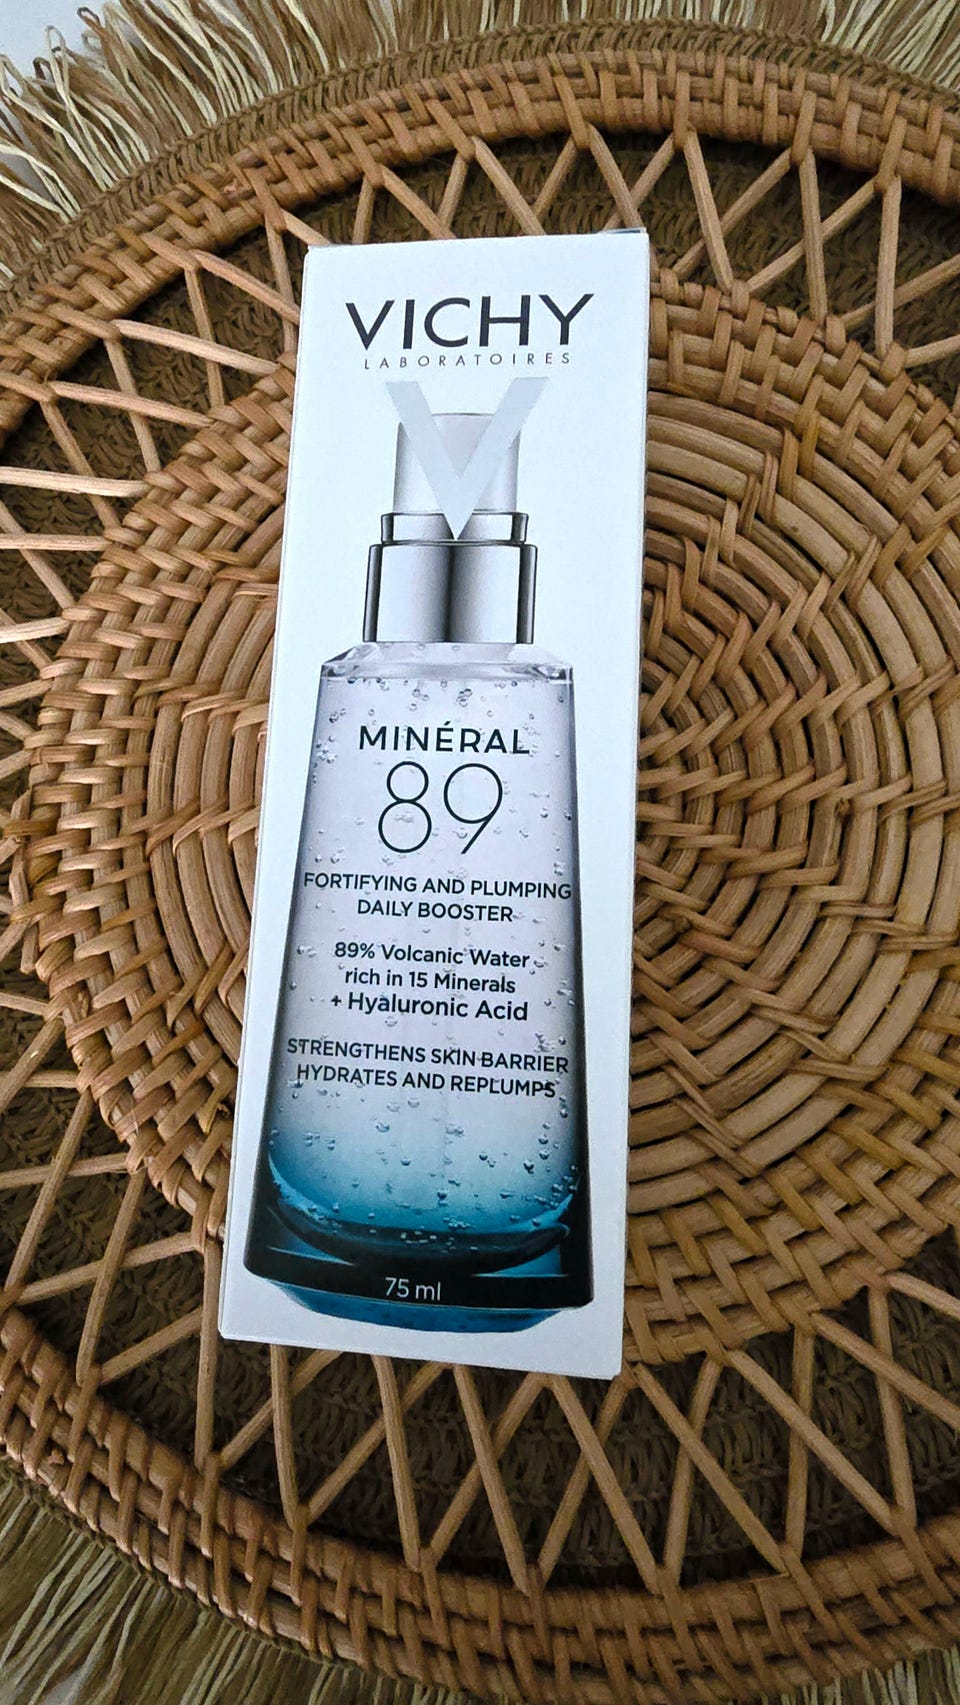 VICHY
LABORATOIRES
MINÉRAL
89
FORTIFYING AND PLUMPING
DAILY BOOSTER
89% Volcanic Water
rich in 15 Minerals
+ Hyaluronic Acid
STRENGTHENS SKIN BARRIER
HYDRATES AND REPLUMPS
75 ml